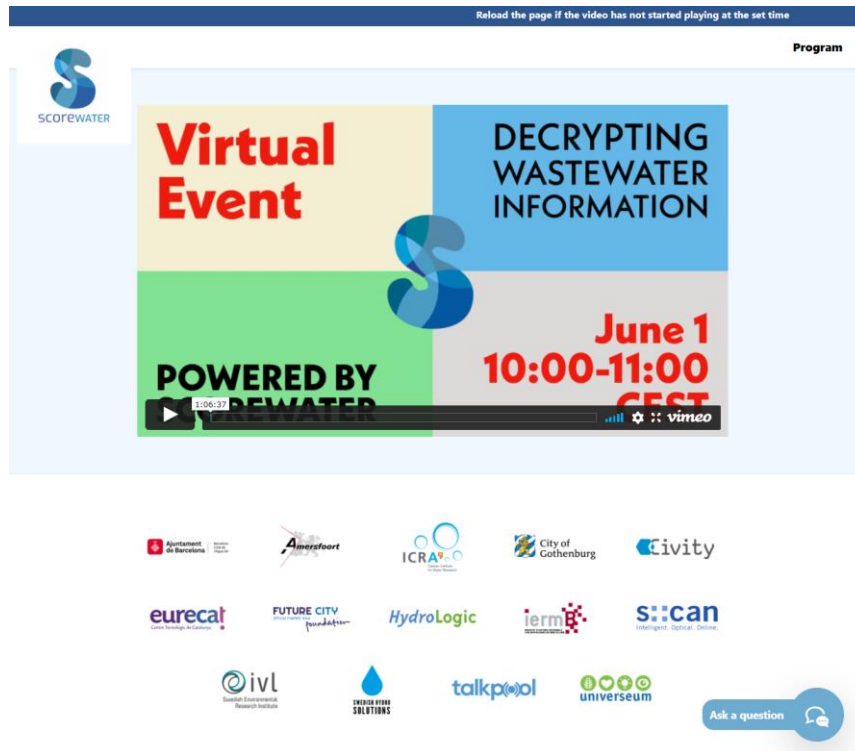 Reload the page if the video has not started playing at the set time
Program
scorewater
Virtual
Event
DECRYPTING
WASTEWATER
INFORMATION
POWERED BY
SCOREWATER
June 1
10:00-11:00
CEST
1:06:37
vimeo
Ajuntament
de Barcelona
Amersfoort
ICRA
City of
Gothenburg
Civity
eurecat
Centre Tecnològic de Catalunya
FUTURE CITY
foundation
HydroLogic
iermB
s::can
Intelligent. Optical. Online.
ivl
Swedish Environmental
Research Institute
SWEDISH HYDRO
SOLUTIONS
talkpool
universeum
Ask a question